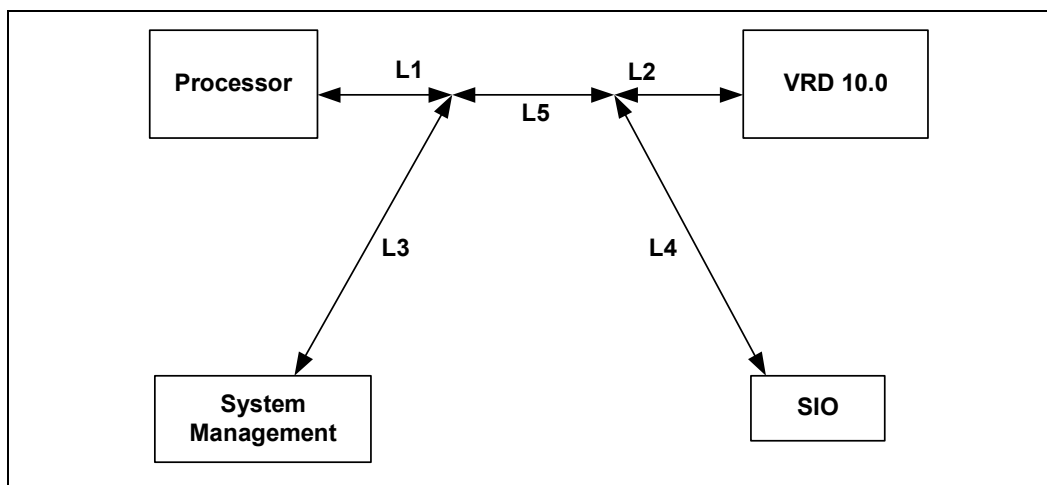 Processor
L1
L2
VRD 10.0
L5
L3
L4
System
Management
SIO